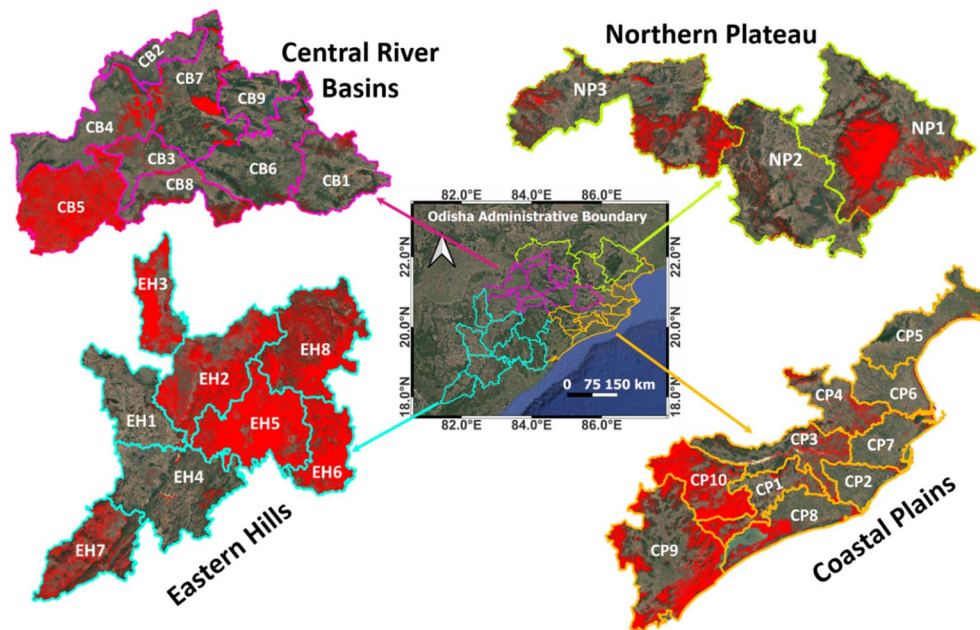 Central River
Basins
CB2
CB7
CB9
CB4
CB3
CB6
CB8
CB1
CB5
Northern Plateau
NP3
NP1
NP2
82.0°E 84.0°E 86.0°E
Odisha Administrative Boundary
22.0°N
20.0°N
18.0°N
22.0°N
20.0°N
18.0°N
0 75 150 km
82.0°E 84.0°E 86.0°E
EH3
EH8
EH2
EH1
EH5
EH4
EH6
EH7
Eastern Hills
CP5
CP6
CP4
CP3
CP7
CP10
CP1
CP2
CP8
CP9
Coastal Plains